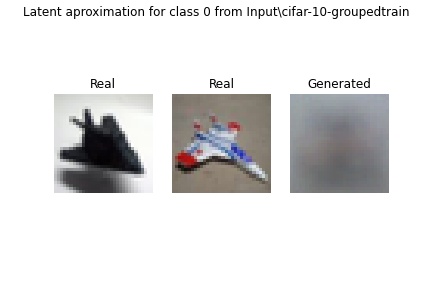 Latent aproximation for class 0 from Input\cifar-10-groupedtrain
Real
Real
Generated